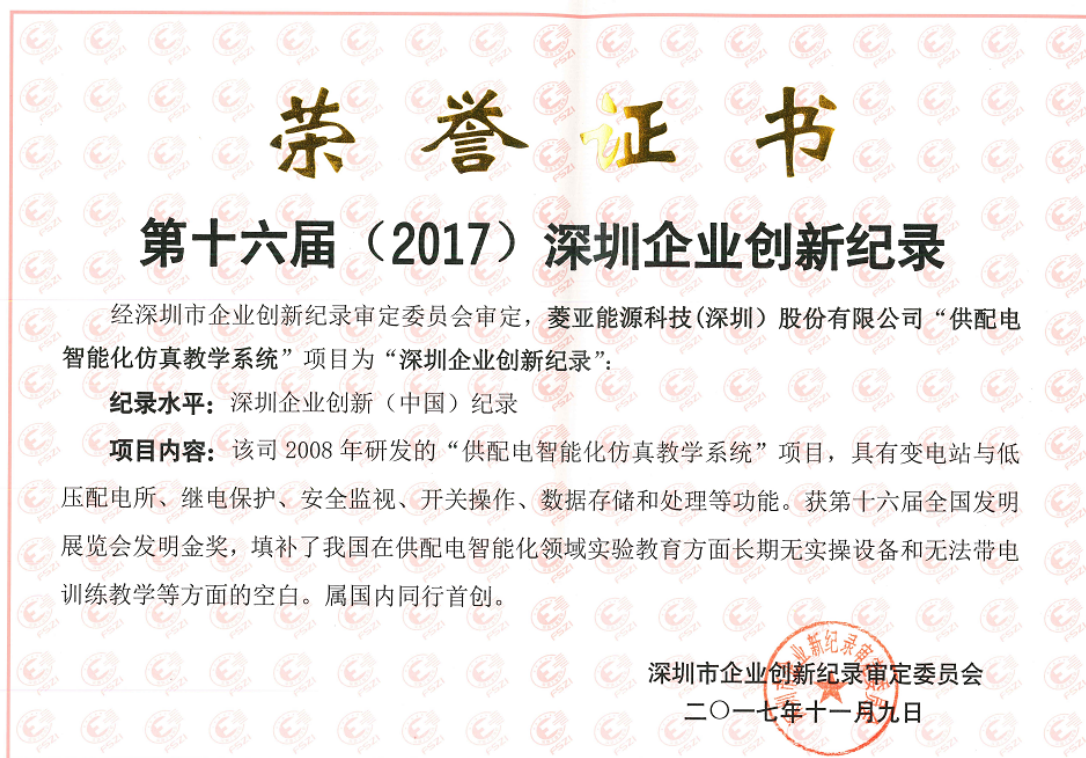 荣誉证书
第十六届（2017）深圳企业创新纪录
经深圳市企业创新纪录审定委员会审定，菱亚能源科技(深圳）股份有限公司“供配电
智能化仿真教学系统”项目为“深圳企业创新纪录”：
纪录水平：深圳企业创新（中国）纪录
项目内容：该司2008年研发的“供配电智能化仿真教学系统”项目，具有变电站与低
压配电所、继电保护、安全监视、开关操作、数据存储和处理等功能。获第十六届全国发明
展览会发明金奖，填补了我国在供配电智能化领域实验教育方面长期无实操设备和无法带电
训练教学等方面的空白。属国内同行首创。
深圳市企业创新纪录审定委员会
二〇一七年十一月九日